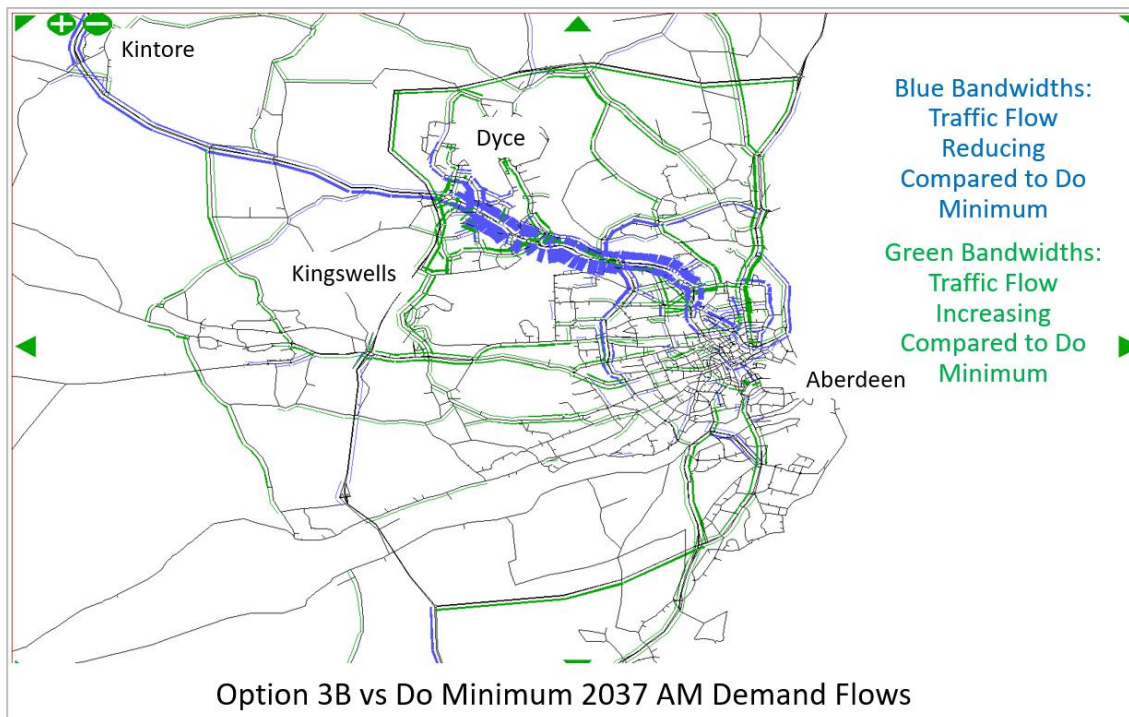 Kintore
Dyce
Kingswells
Aberdeen
Blue Bandwidths:
Traffic Flow
Reducing
Compared to Do
Minimum
Green Bandwidths:
Traffic Flow
Increasing
Compared to Do
Minimum
Option 3B vs Do Minimum 2037 AM Demand Flows